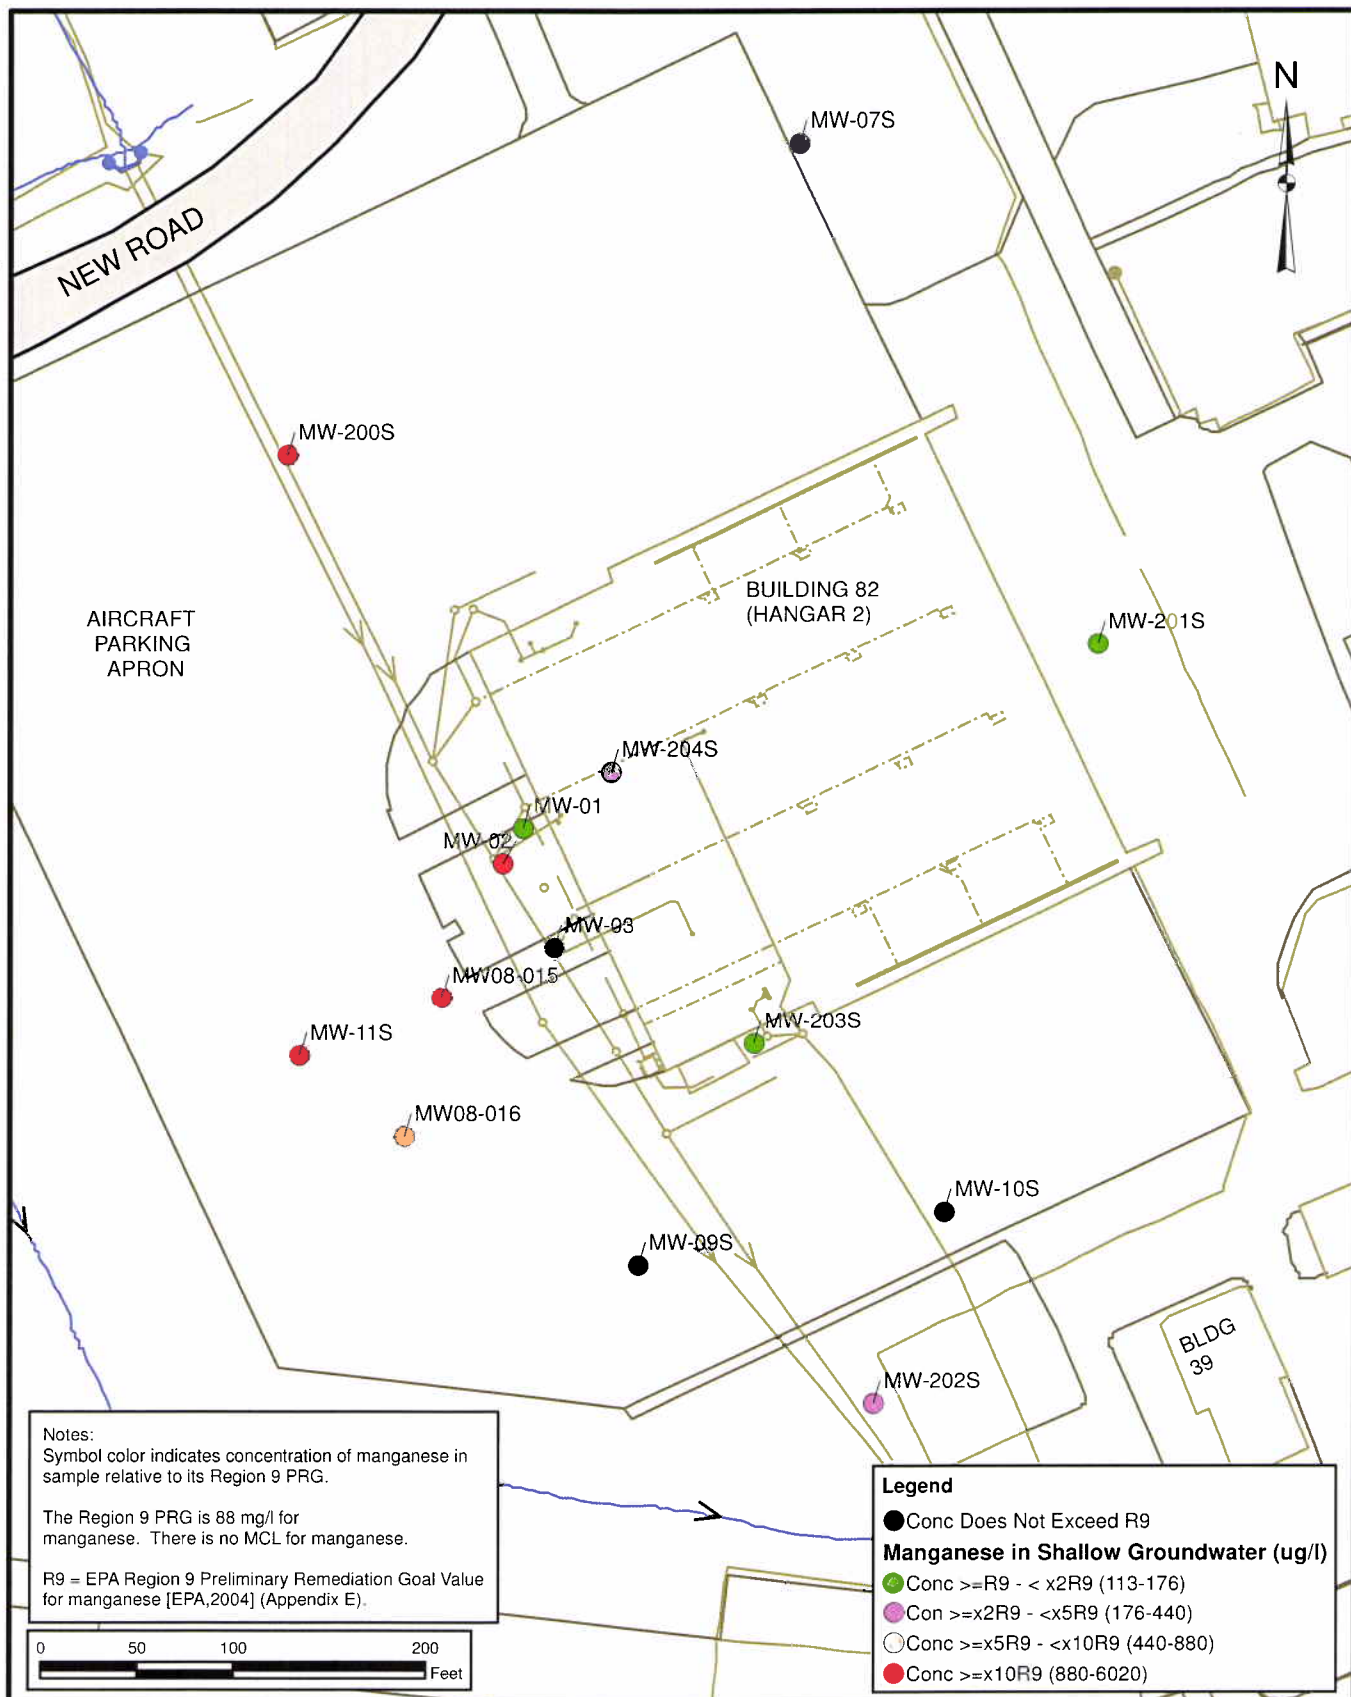 N
MW-07S
NEW ROAD
MW-200S
AIRCRAFT
PARKING
APRON
BUILDING 82
(HANGAR 2)
MW-201S
MW-204S
MW-01
MW-02
MW-03
MW08-015
MW-11S
MW-203S
MW08-016
MW-10S
MW-09S
BLDG
39
MW-202S
Notes:
Symbol color indicates concentration of manganese in
sample relative to its Region 9 PRG.
The Region 9 PRG is 88 mg/l for
manganese. There is no MCL for manganese.
R9 = EPA Region 9 Preliminary Remediation Goal Value
for manganese [EPA,2004] (Appendix E).
0 50 100 200
Feet
Legend
Conc Does Not Exceed R9
Manganese in Shallow Groundwater (ug/l)
Conc >=R9 - < x2R9 (113-176)
Con >=x2R9 - <x5R9 (176-440)
Conc >=x5R9 - <x10R9 (440-880)
Conc >=x10R9 (880-6020)